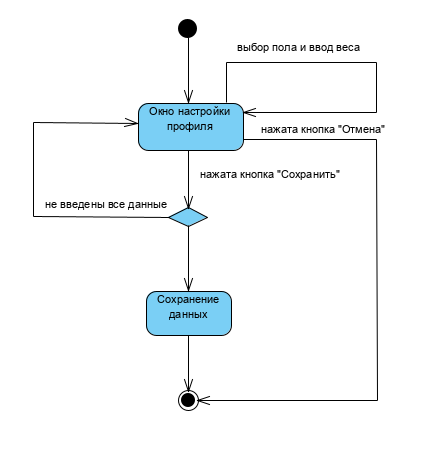 выбор пола и ввод веса
Окно настройки
профиля
нажата кнопка "Отмена"
нажата кнопка "Сохранить"
не введены все данные
Сохранение
данных